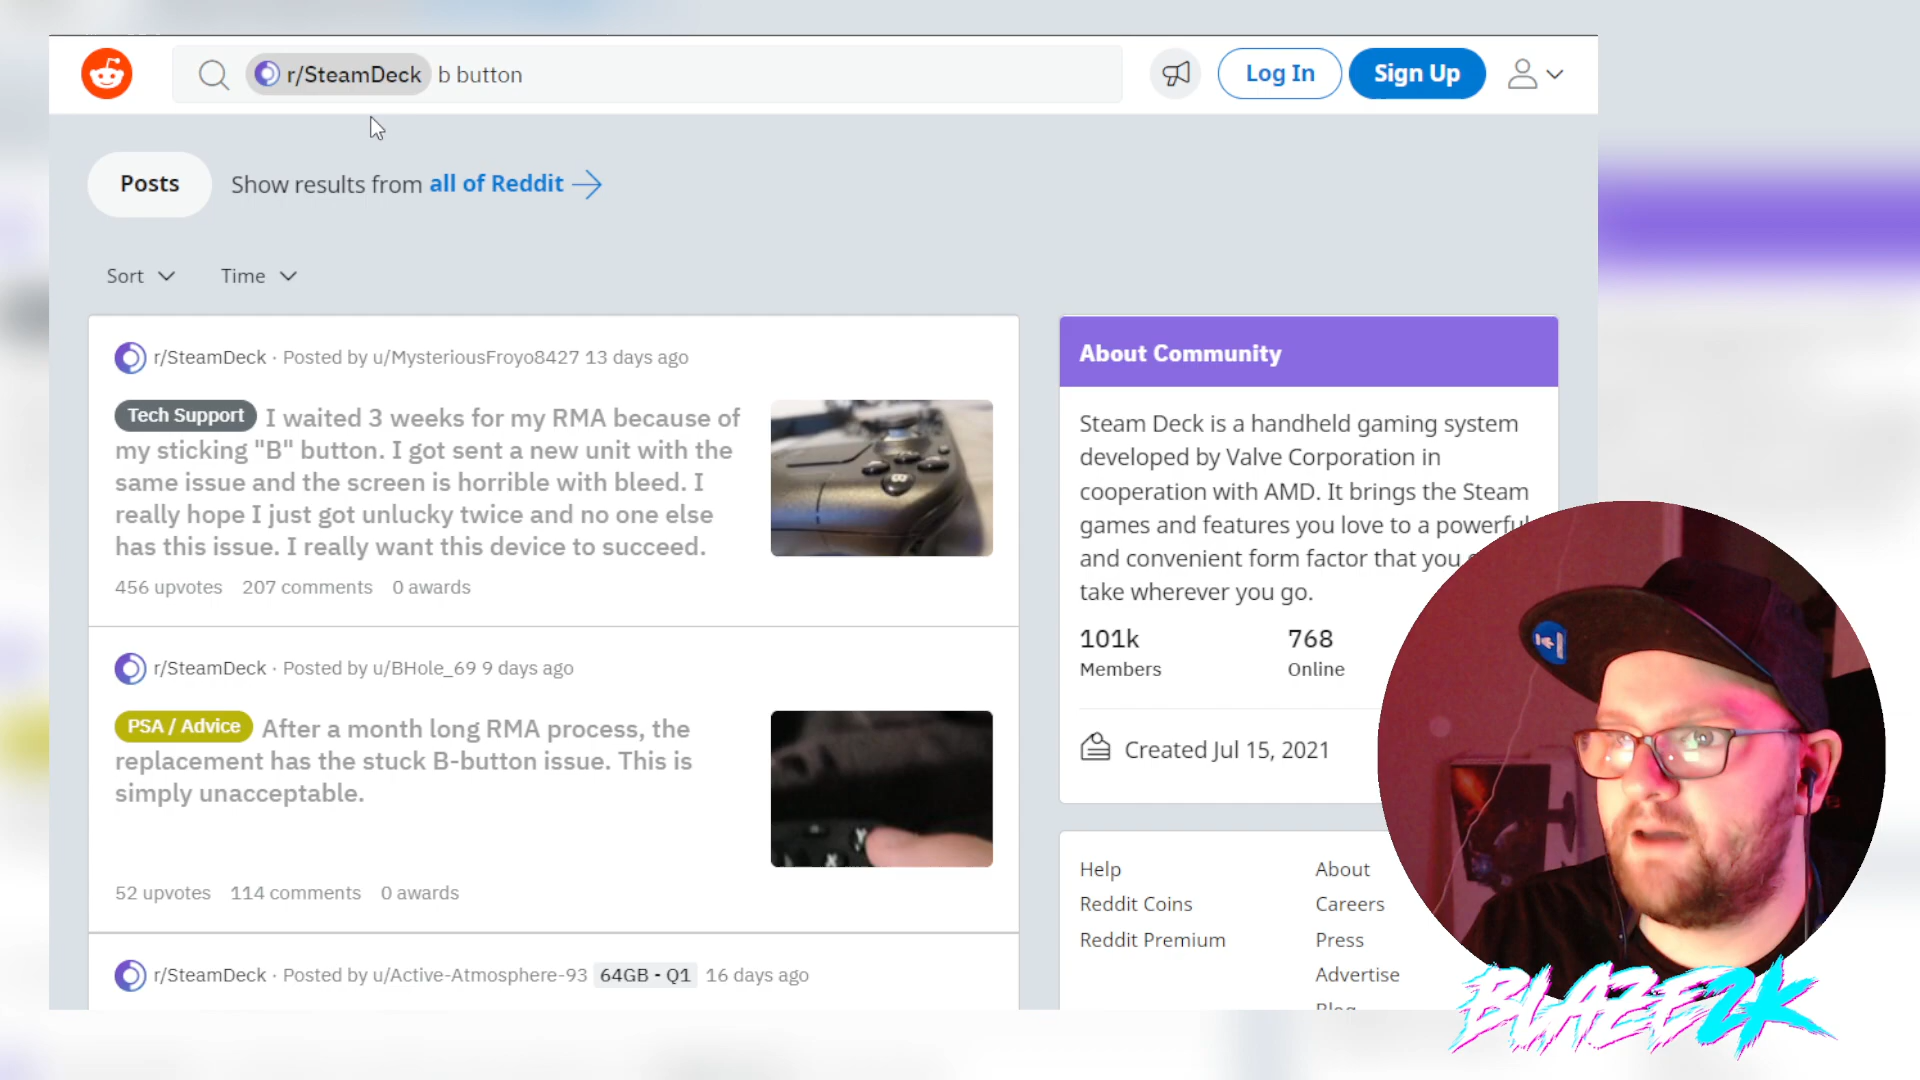 r/SteamDeck b button
Log In
Sign Up
Posts
Show results from all of Reddit
Sort
Time
r/SteamDeck · Posted by u/MysteriousFroyo8427 13 days ago
Tech Support I waited 3 weeks for my RMA because of
my sticking "B" button. I got sent a new unit with the
same issue and the screen is horrible with bleed. I
really hope I just got unlucky twice and no one else
has this issue. I really want this device to succeed.
456 upvotes 207 comments 0 awards
r/SteamDeck · Posted by u/BHole_69 9 days ago
PSA / Advice After a month long RMA process, the
replacement has the stuck B-button issue. This is
simply unacceptable.
52 upvotes 114 comments 0 awards
r/SteamDeck · Posted by u/Active-Atmosphere-93 64GB - Q1 16 days ago
About Community
Steam Deck is a handheld gaming system
developed by Valve Corporation in
cooperation with AMD. It brings the Steam
games and features you love to a powerful
and convenient form factor that you
take wherever you go.
101k
Members
768
Online
Created Jul 15, 2021
Help
Reddit Coins
Reddit Premium
About
Careers
Press
Advertise
Blog
B
Y
X
BLAZE2K